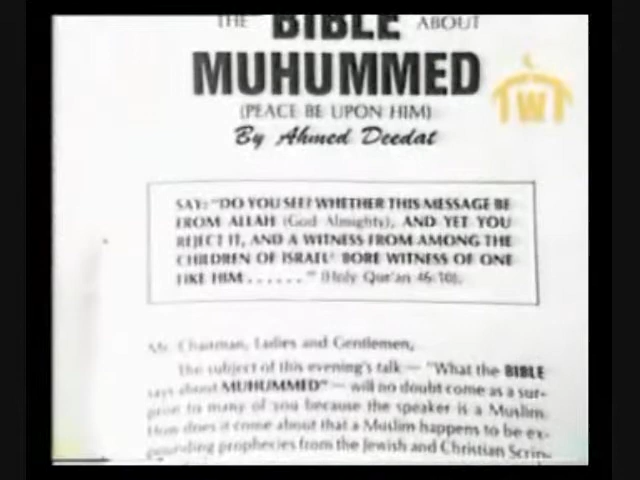 THE BIBLE ABOUT
MUHUMMED
(PEACE BE UPON HIM)
By Ahmed Deedat
W
SAY: "DO YOU SEE? WHETHER THIS MESSAGE BE
FROM ALLAH (God Almighty), AND YET YOU
REJECT IT, AND A WITNESS FROM AMONG THE
CHILDREN OF ISRAEL' BORE WITNESS OF ONE
LIKE HIM . . . . . . " (Holy Qur'an 46:10).
Mr. Chairman, Ladies and Gentlemen,
The subject of this evening's talk — "What the BIBLE
says about MUHUMMED" — will no doubt come as a sur-
prise to many of you because the speaker is a Muslim.
How does it come about that a Muslim happens to be ex-
pounding prophecies from the Jewish and Christian Scrip-